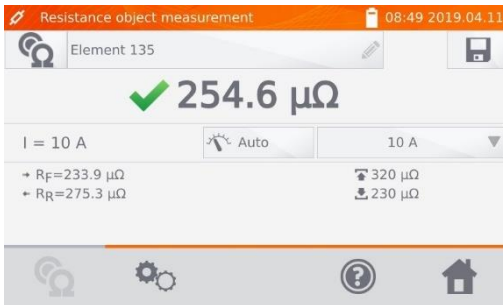 Resistance object measurement 08:49 2019.04.11
Element 135
254.6 μΩ
I = 10 A Auto 10 A
RF=233.9 μΩ 320 μΩ
RR=275.3 μΩ 230 μΩ